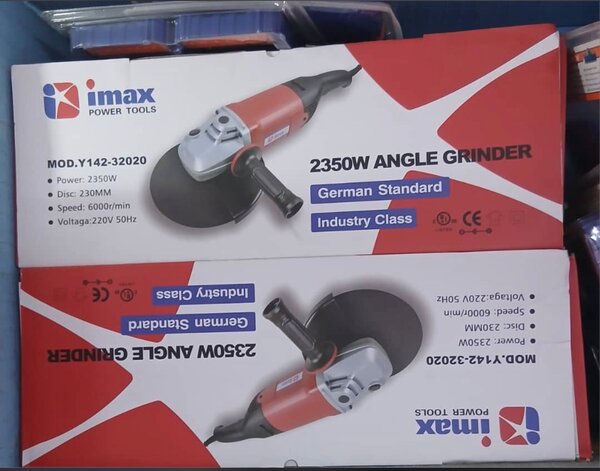 imax
POWER TOOLS
MOD.Y142-32020
• Power: 2350W
• Disc: 230MM
• Speed: 6000r/min
• Voltaga:220V 50Hz
2350W ANGLE GRINDER
German Standard
Industry Class
CE
imax
POWER TOOLS
MOD.Y142-32020
• Power: 2350W
• Disc: 230MM
• Speed: 6000r/min
• Voltaga:220V 50Hz
2350W ANGLE GRINDER
German Standard
Industry Class
CE